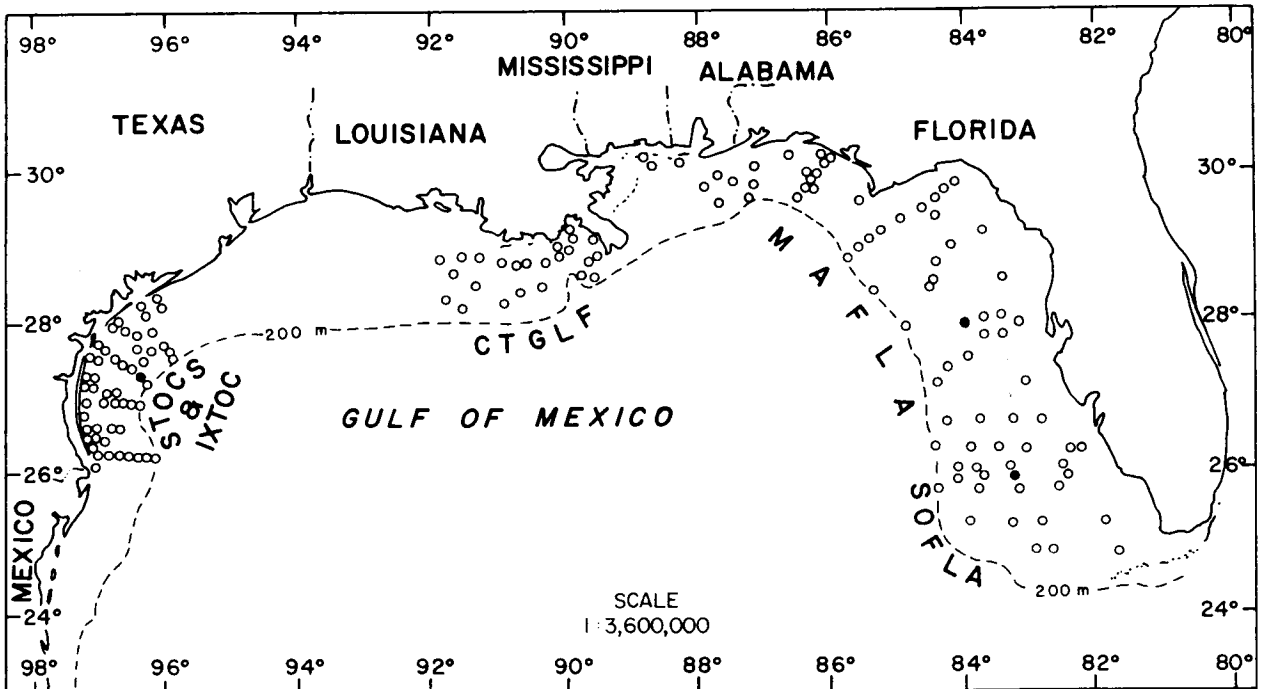 98° 96° 94° 92° 90° 88° 86° 84° 82° 80°
MISSISSIPPI ALABAMA
TEXAS LOUISIANA FLORIDA
30° 30°
MAFLA
28° 200 m CTGLF 28°
STOCS
&
IXTOC
GULF OF MEXICO
26° 26°
SOFLA
MEXICO
200 m
24° SCALE 24°
1:3,600,000
98° 96° 94° 92° 90° 88° 86° 84° 82° 80°